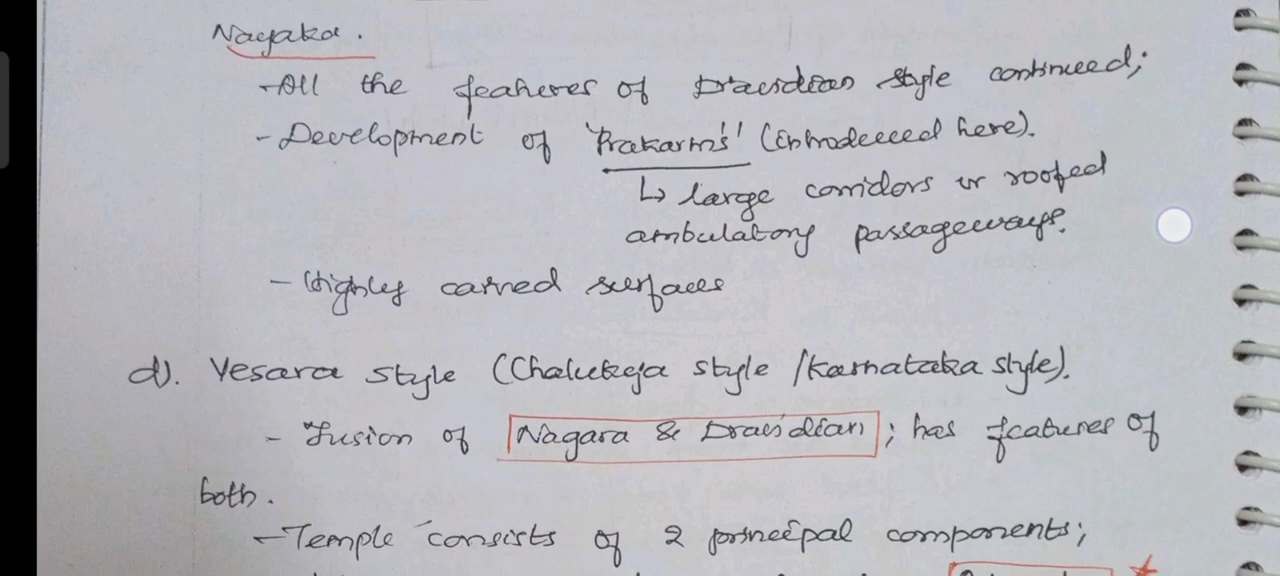 Nayaka.
- All the features of Dravidian style continued;
- Development of 'Prakarms' (introduced here).
↳ large corridors or roofed
ambulatory passageways.
- Highly carved surfaces
d). Vesara style (Chalukya style / Karnataka style).
- Fusion of Nagara & Dravidian ; has features of
both.
- Temple consists of 2 principal components;